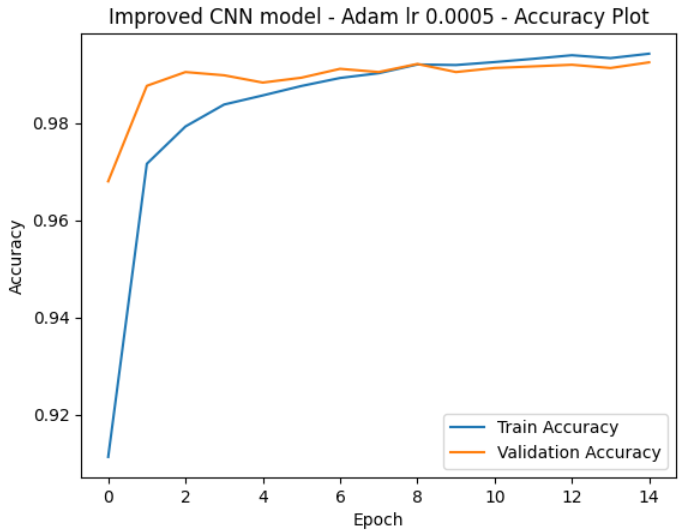 Improved CNN model - Adam lr 0.0005 - Accuracy Plot
0.98
0.96
0.94
0.92
Accuracy
Train Accuracy
Validation Accuracy
0 2 4 6 8 10 12 14
Epoch